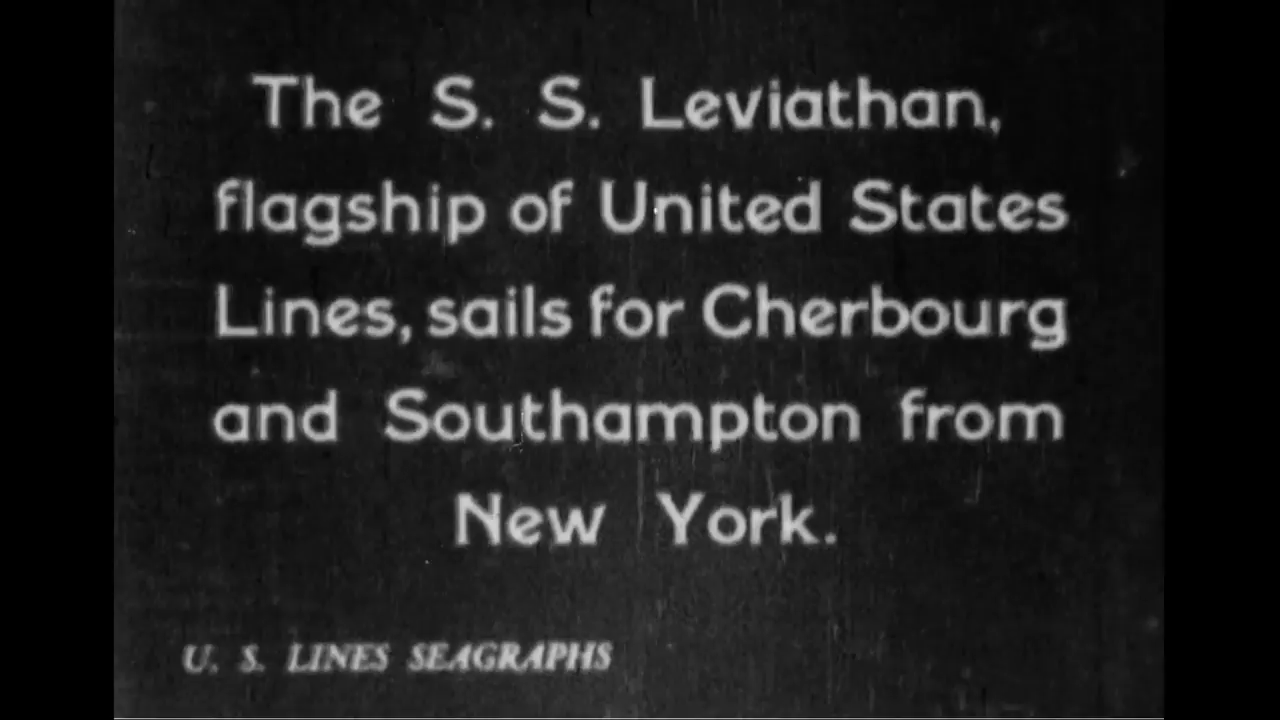 The S. S. Leviathan,
flagship of United States
Lines, sails for Cherbourg
and Southampton from
New York.
U. S. LINES SEAGRAPHS